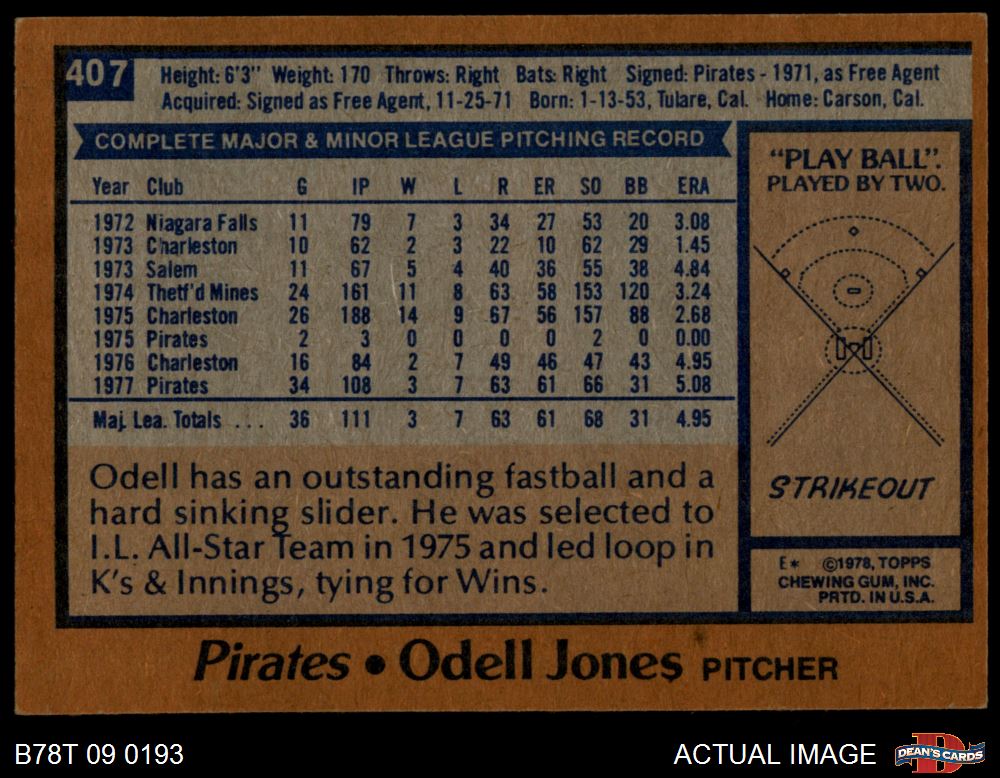 407
Height: 6'3" Weight: 170 Throws: Right Bats: Right Signed: Pirates - 1971, as Free Agent
Acquired: Signed as Free Agent, 11-25-71 Born: 1-13-53, Tulare, Cal. Home: Carson, Cal.
COMPLETE MAJOR & MINOR LEAGUE PITCHING RECORD
Year Club G IP W L R ER SO BB ERA
1972 Niagara Falls 11 79 7 3 34 27 53 20 3.08
1973 Charleston 10 62 2 3 22 10 62 29 1.45
1973 Salem 11 67 5 4 40 36 55 38 4.84
1974 Thetf'd Mines 24 161 11 8 63 58 153 120 3.24
1975 Charleston 26 188 14 9 67 56 157 88 2.68
1975 Pirates 2 3 0 0 0 0 2 0 0.00
1976 Charleston 16 84 2 7 49 46 47 43 4.95
1977 Pirates 34 108 3 7 63 61 66 31 5.08
Maj. Lea. Totals ... 36 111 3 7 63 61 68 31 4.95
Odell has an outstanding fastball and a
hard sinking slider. He was selected to
I.L. All-Star Team in 1975 and led loop in
K's & Innings, tying for Wins.
"PLAY BALL".
PLAYED BY TWO.
STRIKEOUT
E* ©1978, TOPPS
CHEWING GUM, INC.
PRTD. IN U.S.A.
Pirates • Odell Jones PITCHER
B78T 09 0193
ACTUAL IMAGE
DEAN'S CARDS